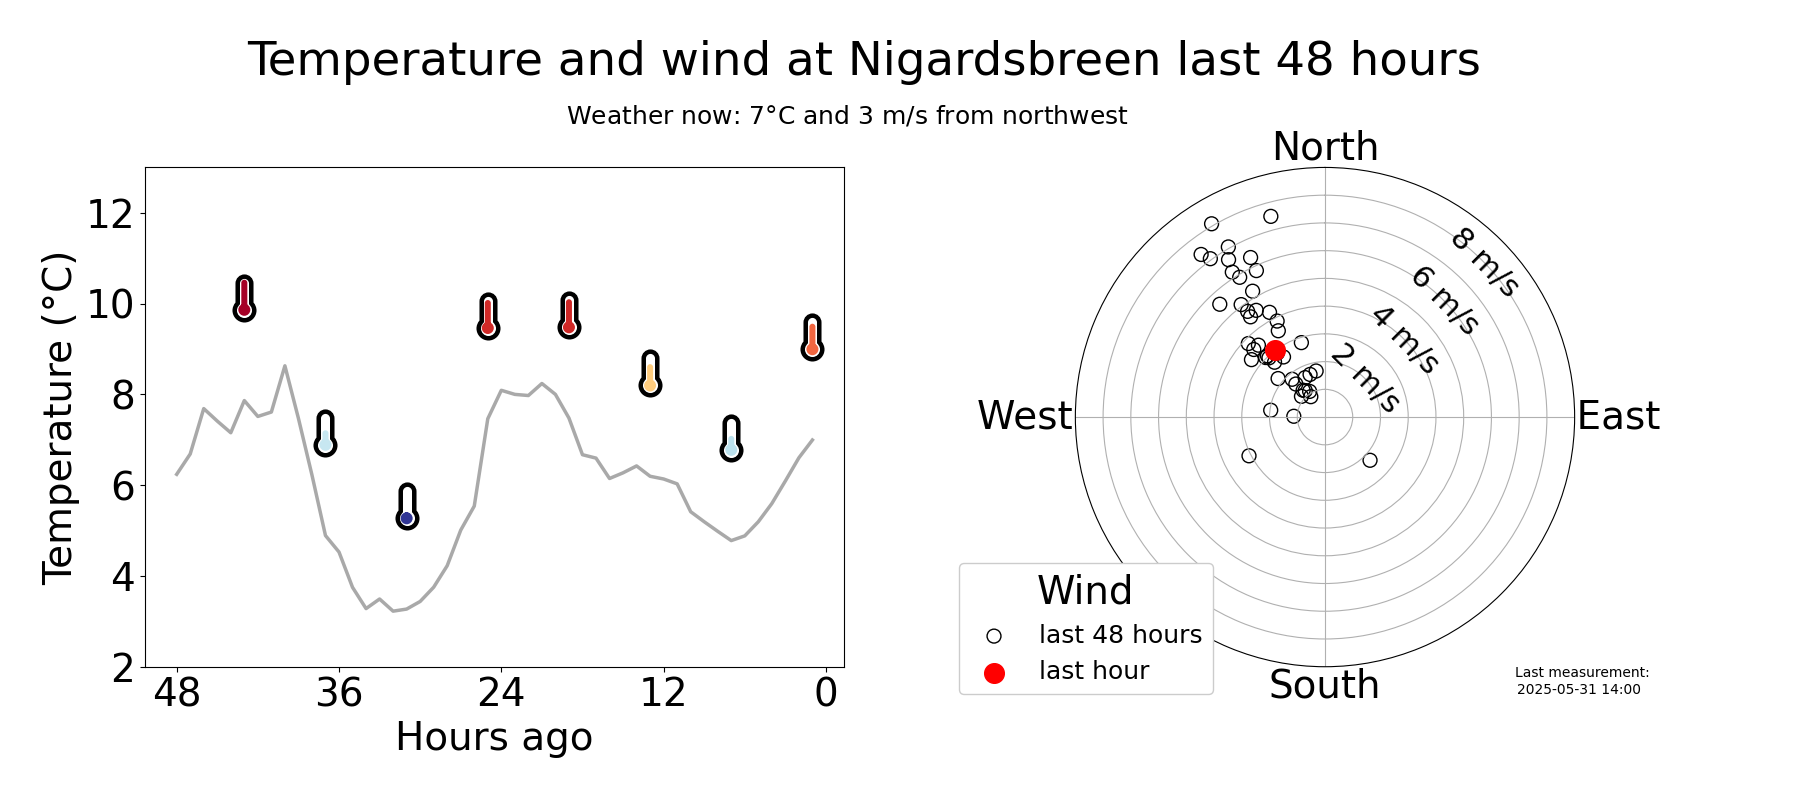 Temperature and wind at Nigardsbreen last 48 hours
Weather now: 7°C and 3 m/s from northwest
Temperature (°C)
12
10
8
6
4
2
48
36
24
12
0
Hours ago
North
West
East
South
8 m/s
6 m/s
4 m/s
2 m/s
Wind
last 48 hours
last hour
Last measurement:
2025-05-31 14:00